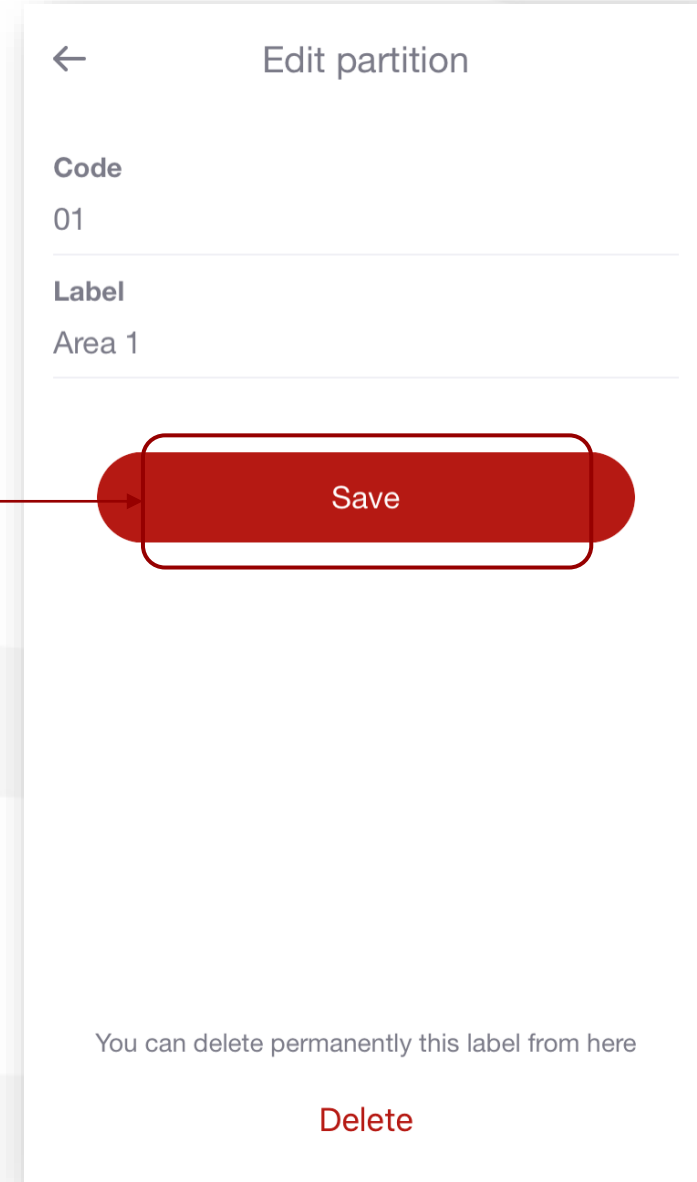 Edit partition
Code
01
Label
Area 1
Save
You can delete permanently this label from here
Delete